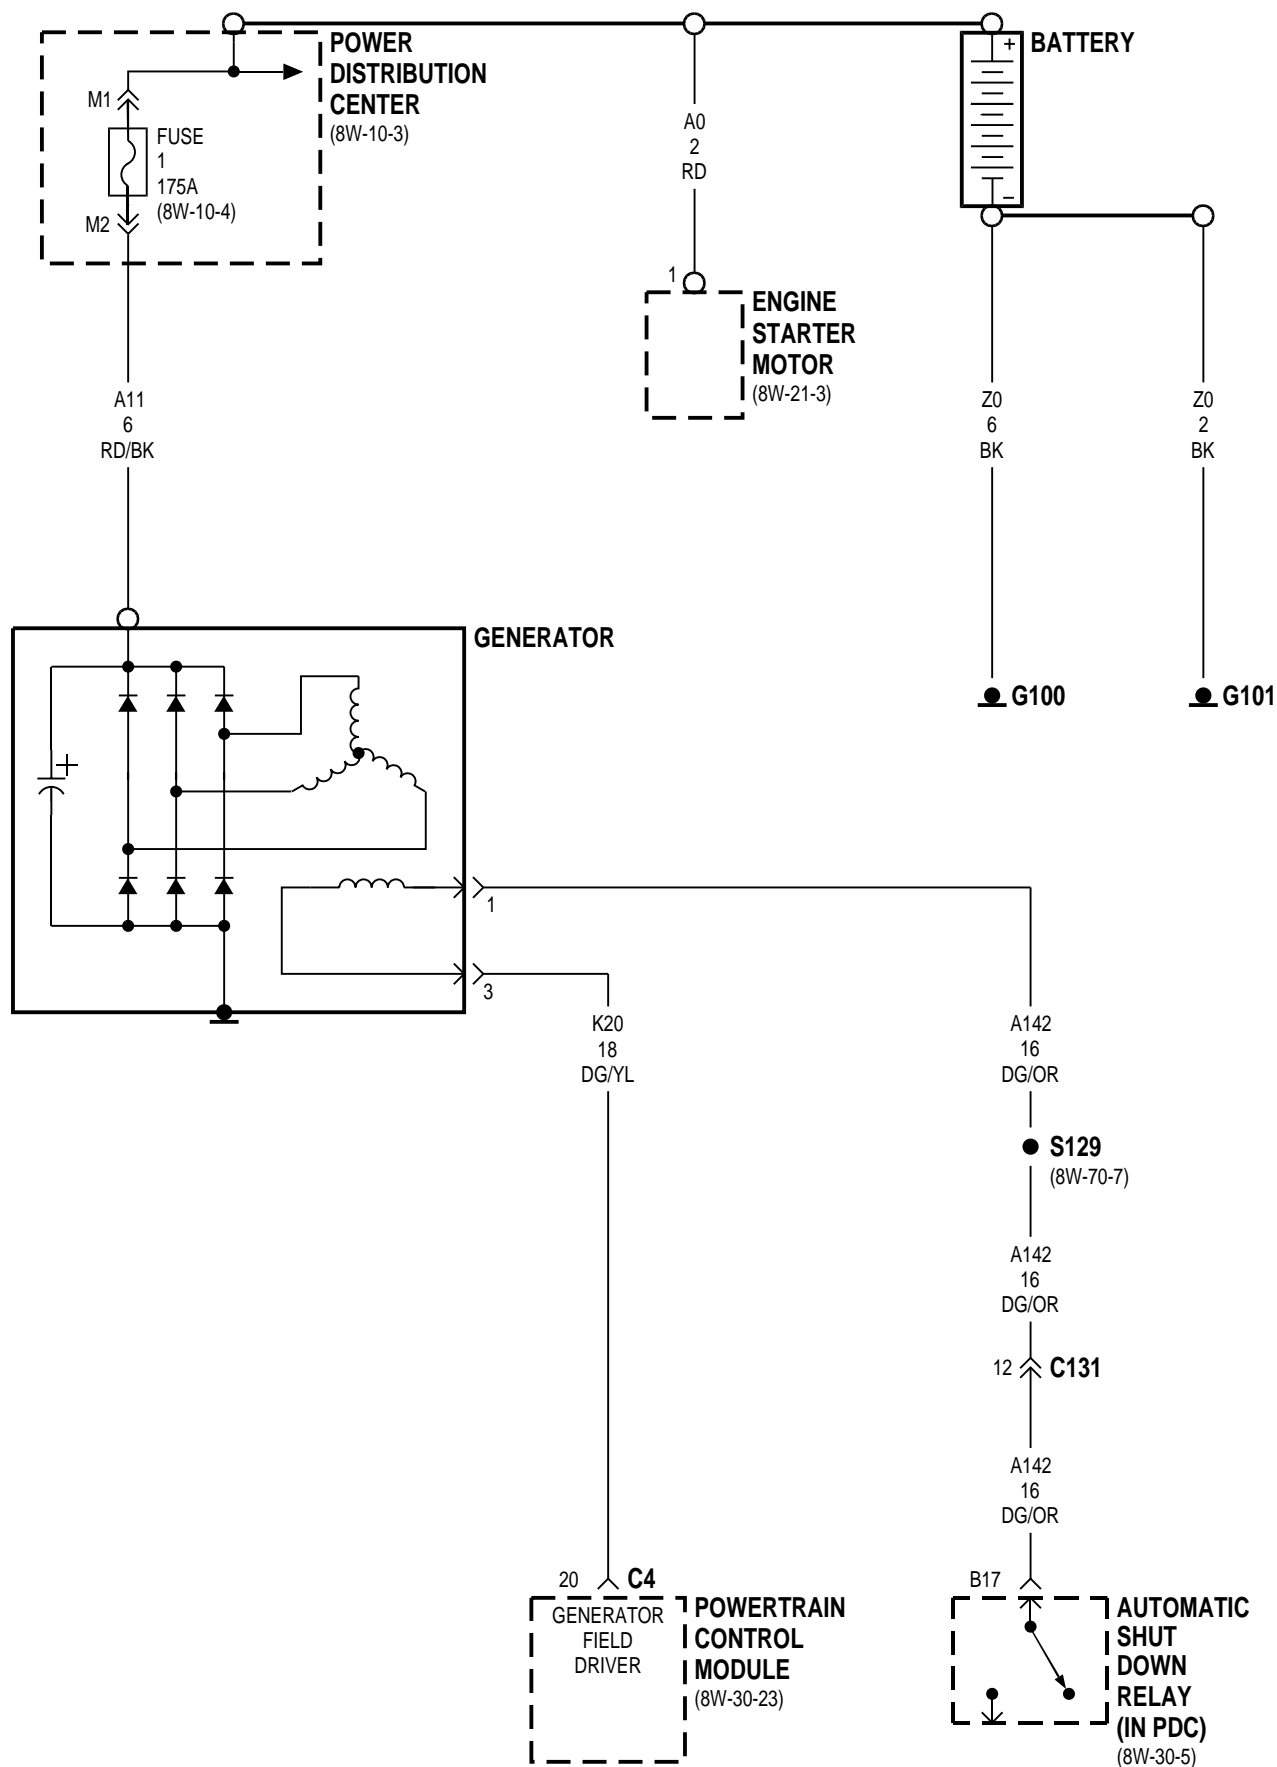 POWER
DISTRIBUTION
CENTER
(8W-10-3)
BATTERY
+
–
M1
FUSE
1
175A
(8W-10-4)
M2
A0
2
RD
1
ENGINE
STARTER
MOTOR
(8W-21-3)
A11
6
RD/BK
Z0
6
BK
Z0
2
BK
GENERATOR
G100
G101
+
1
3
K20
18
DG/YL
A142
16
DG/OR
S129
(8W-70-7)
A142
16
DG/OR
12
C131
A142
16
DG/OR
20
C4
GENERATOR
FIELD
DRIVER
POWERTRAIN
CONTROL
MODULE
(8W-30-23)
B17
AUTOMATIC
SHUT
DOWN
RELAY
(IN PDC)
(8W-30-5)